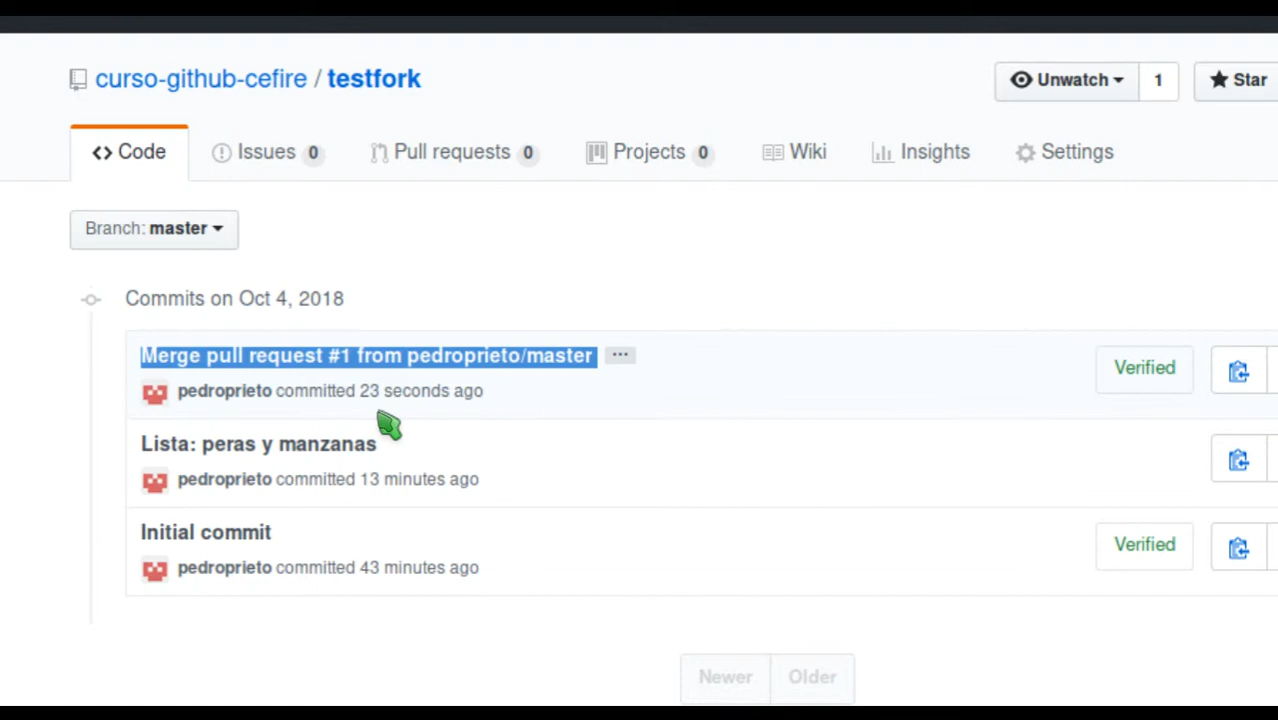 curso-github-cefire / testfork
Unwatch 1 Star
Code Issues 0 Pull requests 0 Projects 0 Wiki Insights Settings
Branch: master
Commits on Oct 4, 2018
Merge pull request #1 from pedroprieto/master ...
pedroprieto committed 23 seconds ago
Verified
Lista: peras y manzanas
pedroprieto committed 13 minutes ago
Initial commit
pedroprieto committed 43 minutes ago
Verified
Newer Older